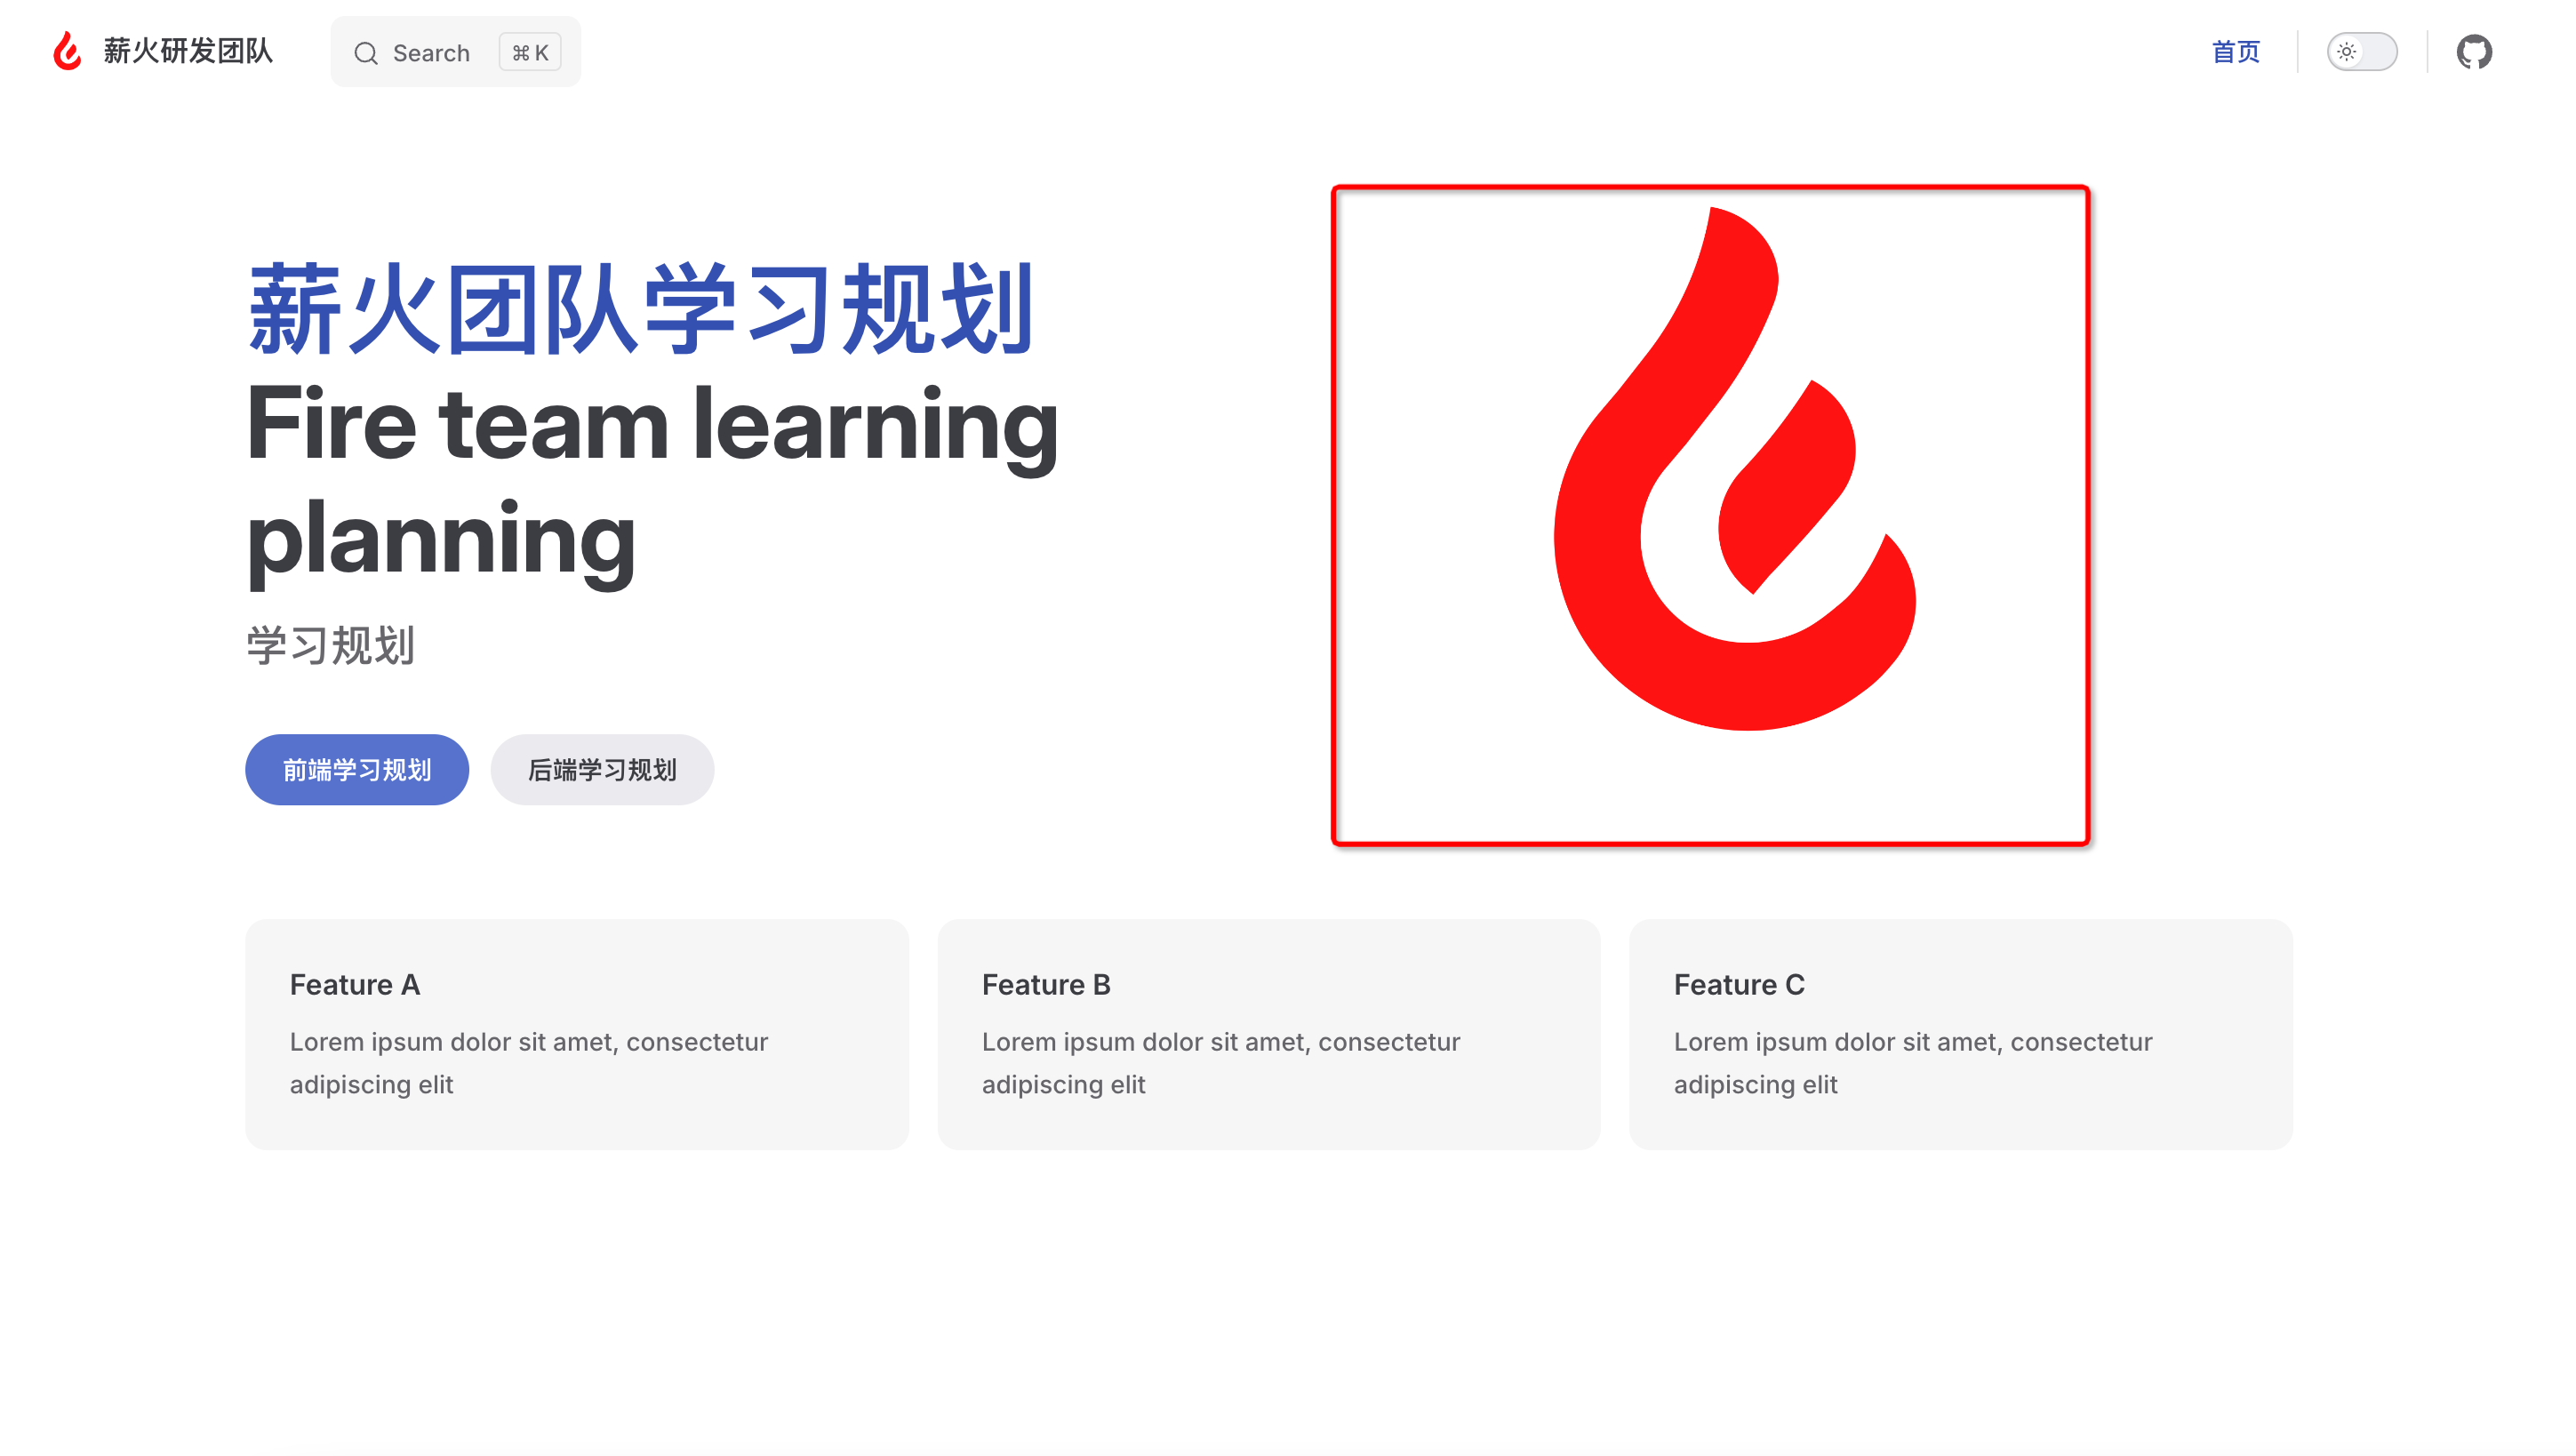 薪火研发团队
Search
⌘ K
首页
薪火团队学习规划
Fire team learning
planning
学习规划
前端学习规划
后端学习规划
Feature A
Lorem ipsum dolor sit amet, consectetur
adipiscing elit
Feature B
Lorem ipsum dolor sit amet, consectetur
adipiscing elit
Feature C
Lorem ipsum dolor sit amet, consectetur
adipiscing elit